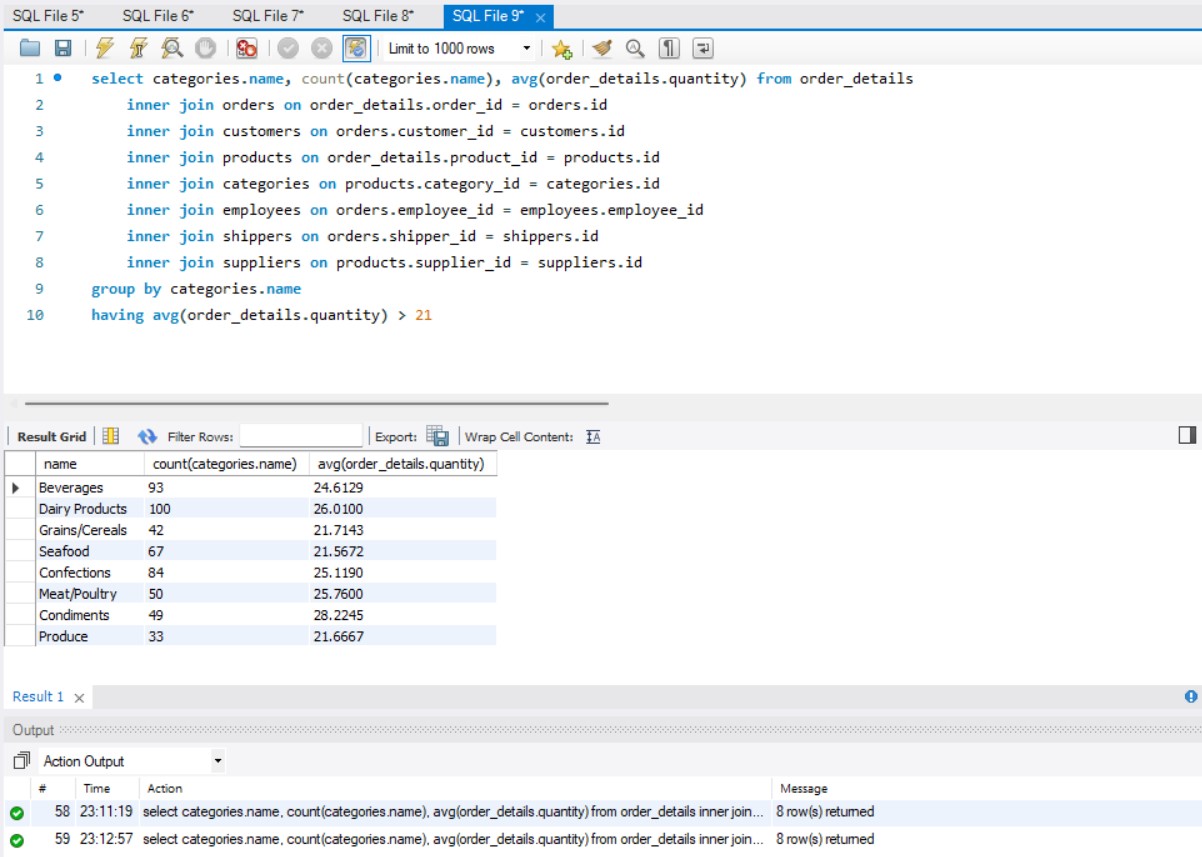 SQL File 5* SQL File 6* SQL File 7* SQL File 8* SQL File 9*
Limit to 1000 rows
1 select categories.name, count(categories.name), avg(order_details.quantity) from order_details
2 inner join orders on order_details.order_id = orders.id
3 inner join customers on orders.customer_id = customers.id
4 inner join products on order_details.product_id = products.id
5 inner join categories on products.category_id = categories.id
6 inner join employees on orders.employee_id = employees.employee_id
7 inner join shippers on orders.shipper_id = shippers.id
8 inner join suppliers on products.supplier_id = suppliers.id
9 group by categories.name
10 having avg(order_details.quantity) > 21
Result Grid Filter Rows: Export: Wrap Cell Content:
name count(categories.name) avg(order_details.quantity)
Beverages 93 24.6129
Dairy Products 100 26.0100
Grains/Cereals 42 21.7143
Seafood 67 21.5672
Confections 84 25.1190
Meat/Poultry 50 25.7600
Condiments 49 28.2245
Produce 33 21.6667
Result 1
Output
Action Output
# Time Action Message
58 23:11:19 select categories.name, count(categories.name), avg(order_details.quantity) from order_details inner join... 8 row(s) returned
59 23:12:57 select categories.name, count(categories.name), avg(order_details.quantity) from order_details inner join... 8 row(s) returned